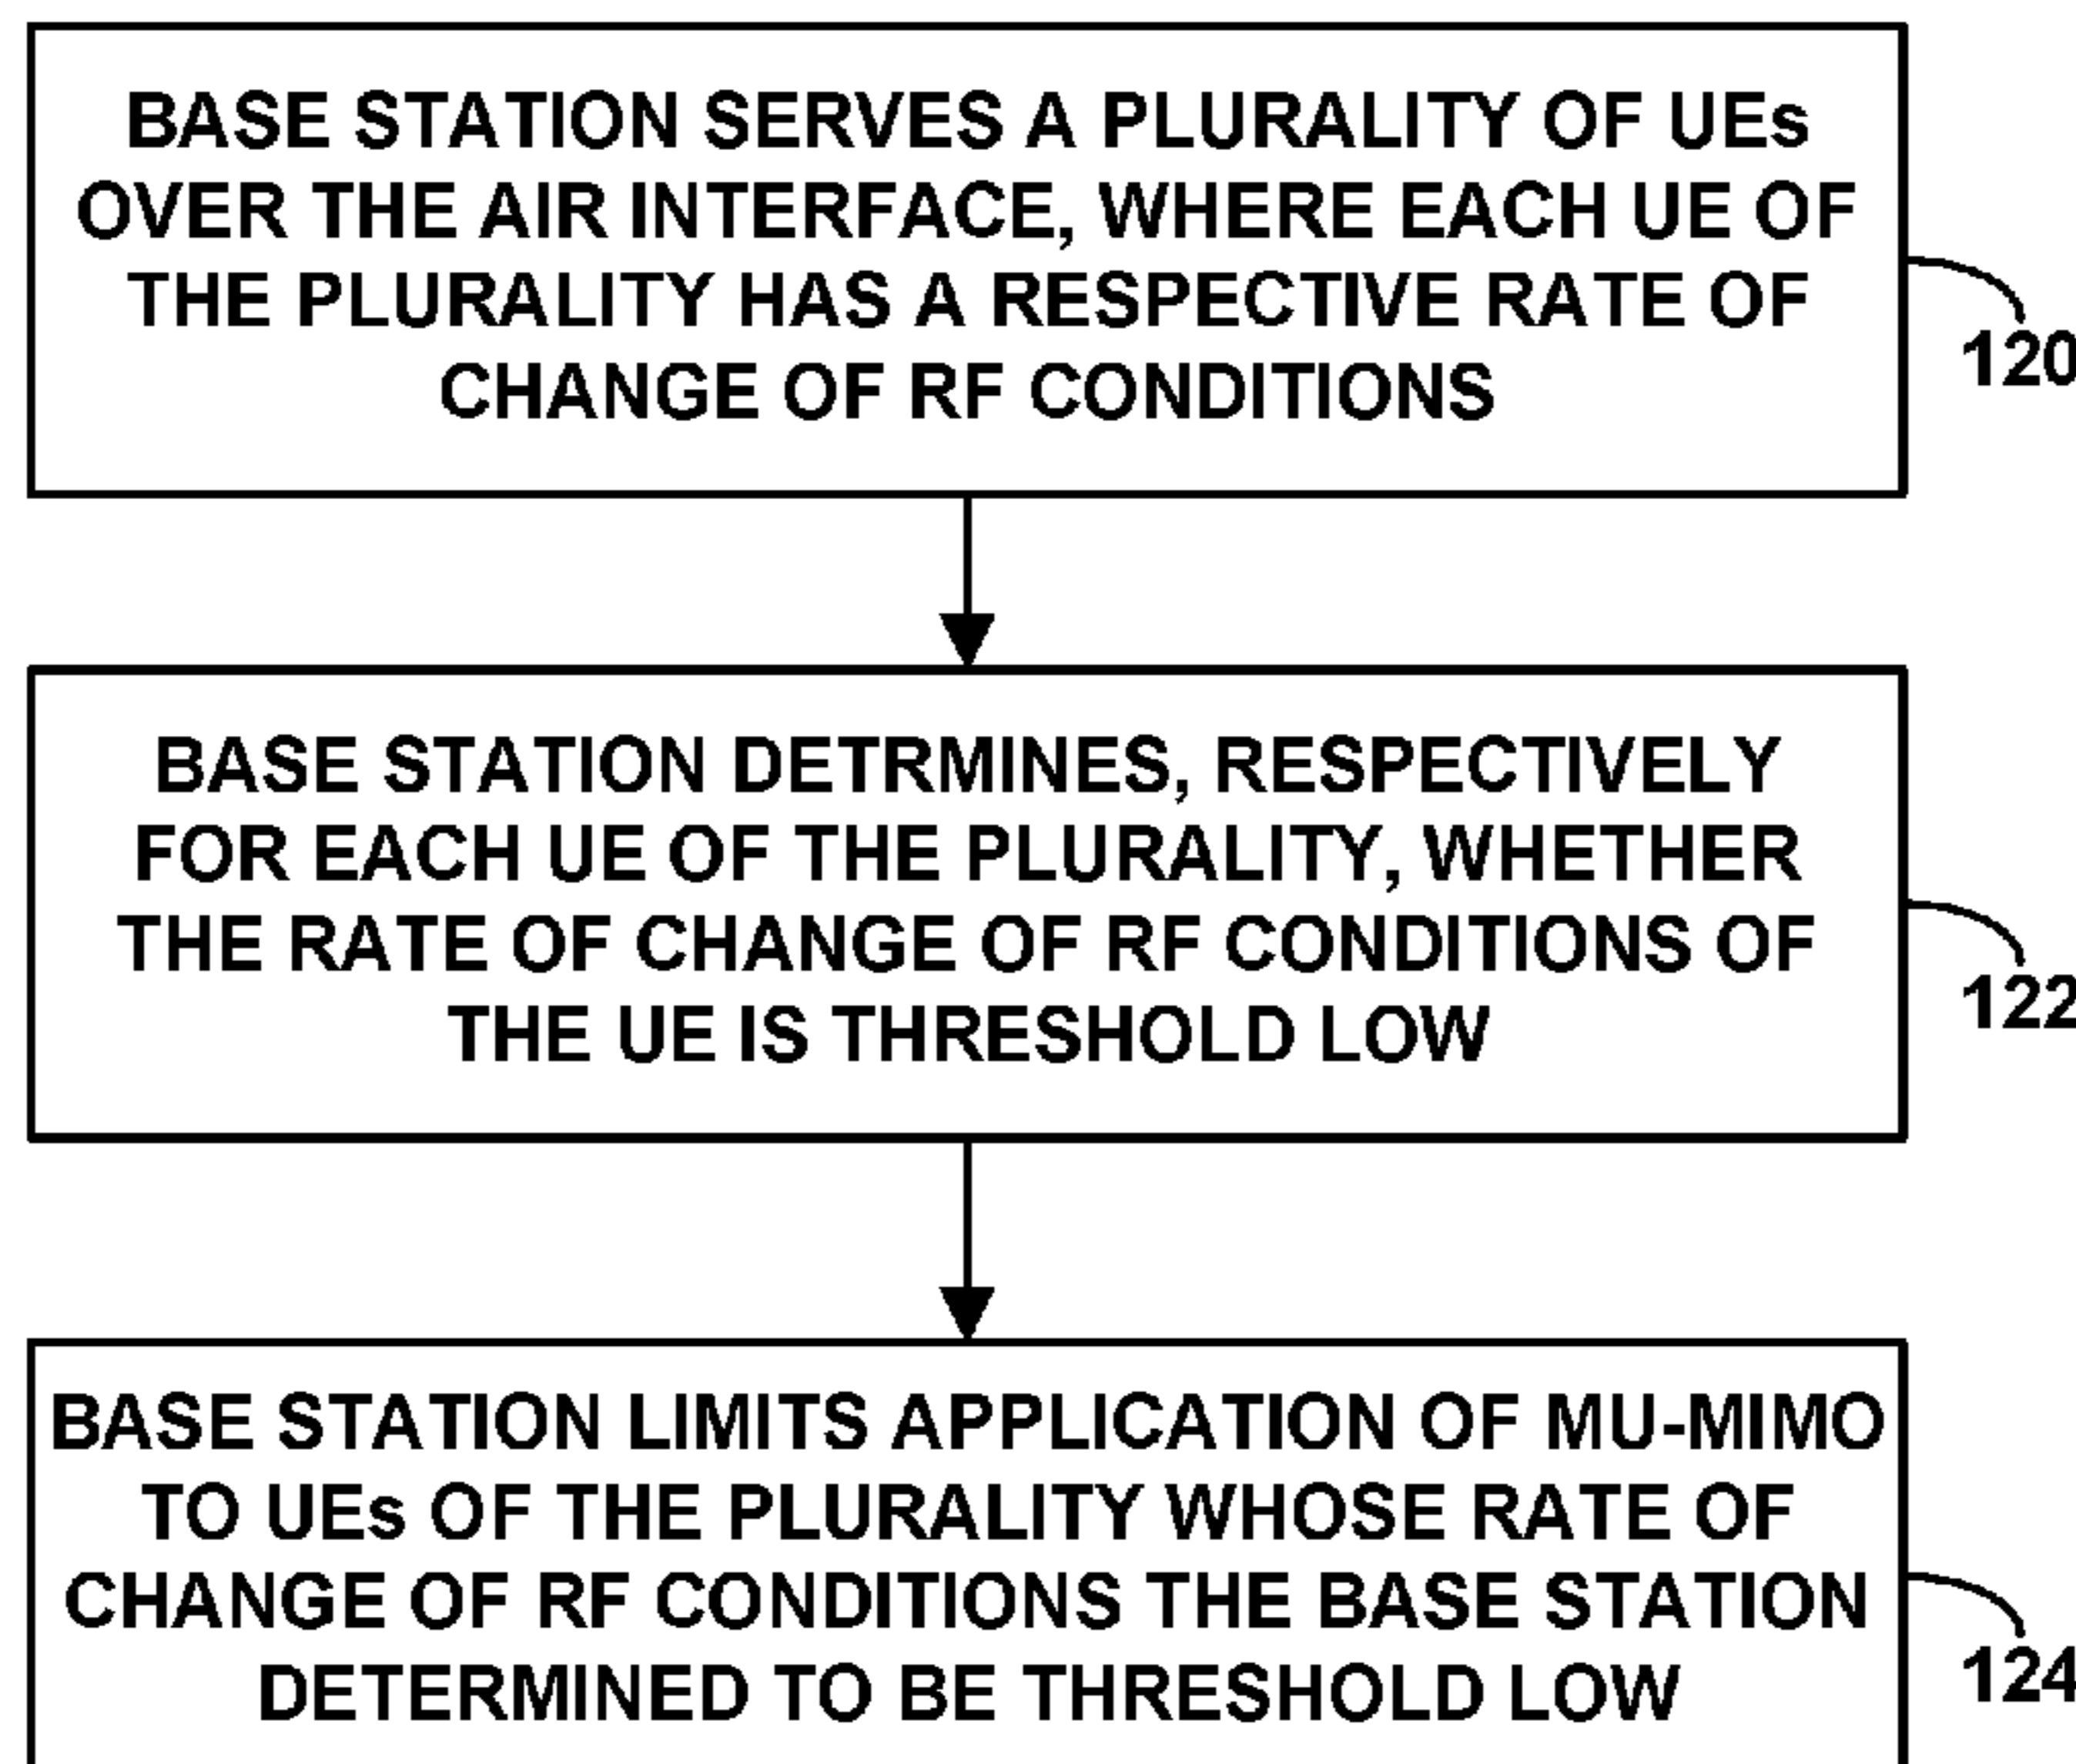 BASE STATION SERVES A PLURALITY OF UEs
OVER THE AIR INTERFACE, WHERE EACH UE OF
THE PLURALITY HAS A RESPECTIVE RATE OF
CHANGE OF RF CONDITIONS
120
BASE STATION DETRMINES, RESPECTIVELY
FOR EACH UE OF THE PLURALITY, WHETHER
THE RATE OF CHANGE OF RF CONDITIONS OF
THE UE IS THRESHOLD LOW
122
BASE STATION LIMITS APPLICATION OF MU-MIMO
TO UEs OF THE PLURALITY WHOSE RATE OF
CHANGE OF RF CONDITIONS THE BASE STATION
DETERMINED TO BE THRESHOLD LOW
124